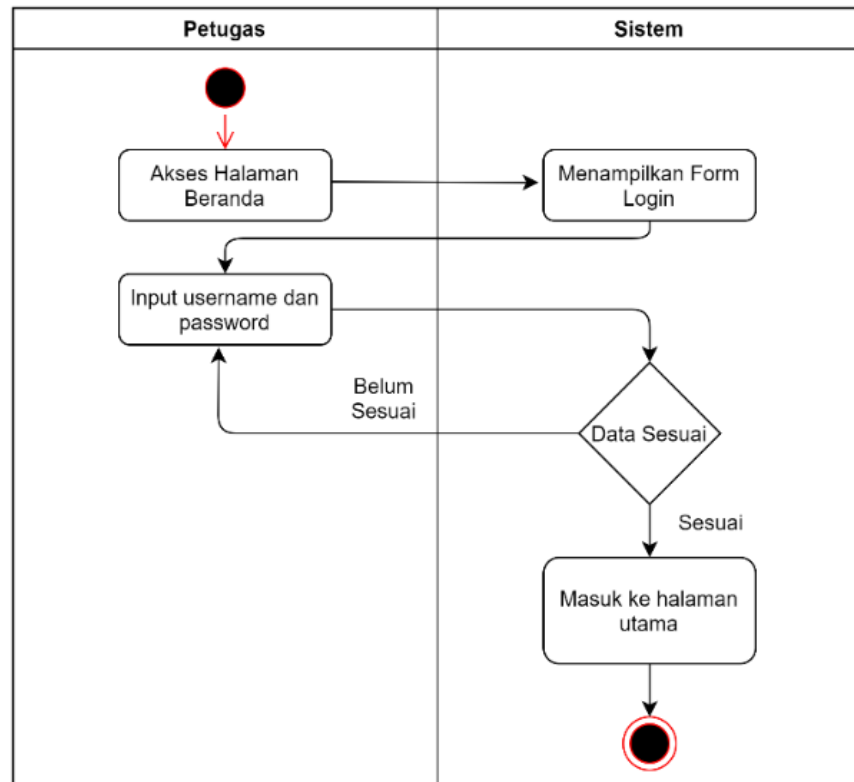 Petugas
Sistem
Akses Halaman
Beranda
Menampilkan Form
Login
Input username dan
password
Belum
Sesuai
Data Sesuai
Sesuai
Masuk ke halaman
utama